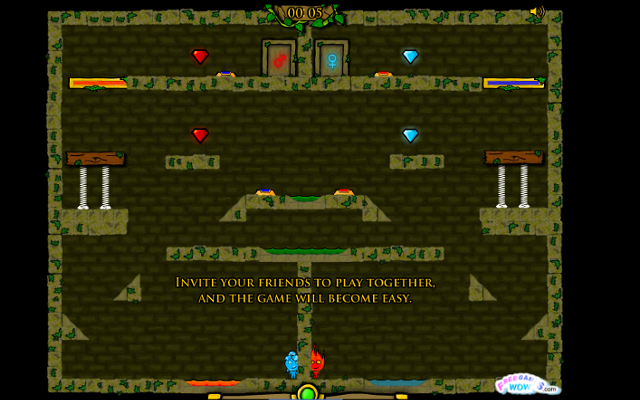 00:05
INVITE YOUR FRIENDS TO PLAY TOGETHER,
AND THE GAME WILL BECOME EASY.